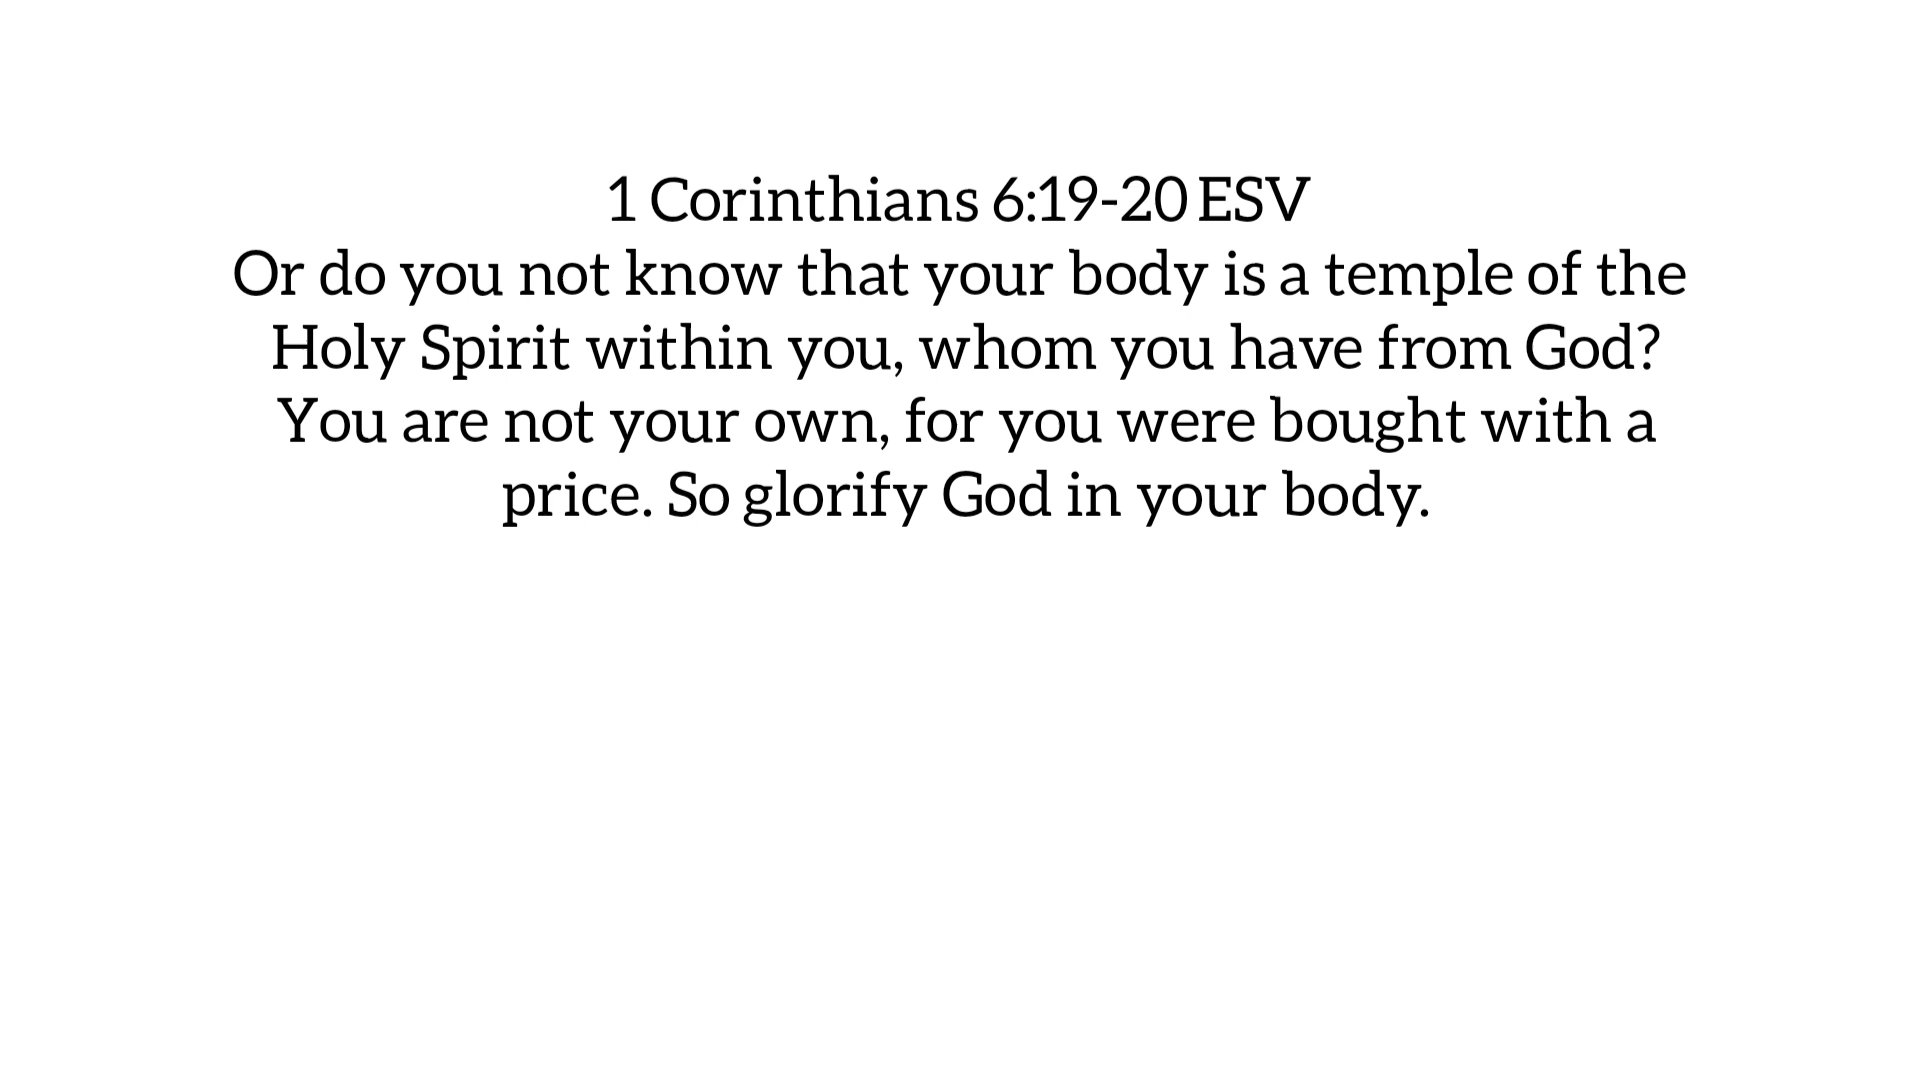 1 Corinthians 6:19-20 ESV
Or do you not know that your body is a temple of the
Holy Spirit within you, whom you have from God?
You are not your own, for you were bought with a
price. So glorify God in your body.